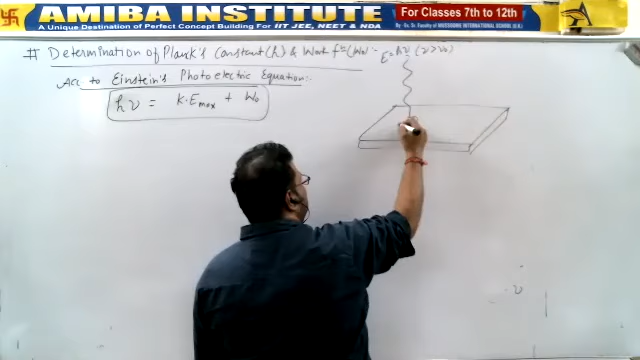 AMIBA INSTITUTE
A Unique Destination of Perfect Concept Building For IIT JEE, NEET & NDA
For Classes 7th to 12th
# Determination of Planck's Constant (h) & Work fⁿ (W₀) -
E = hν (ν > ν₀)
Acc to Einstein's Photoelectric Equation:-
hν = K.Emax + W₀
ν